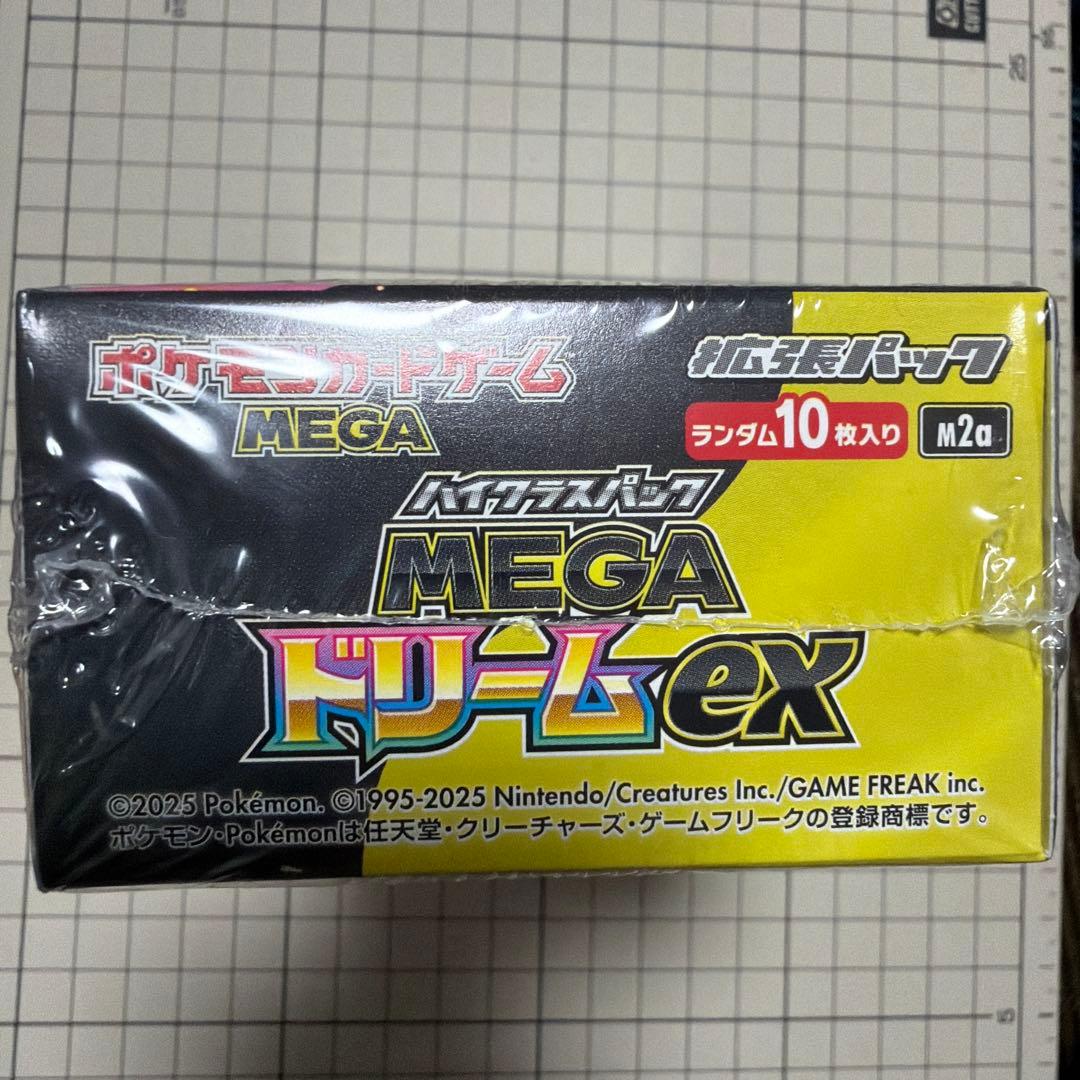 ポケモンカードゲーム
MEGA
拡張パック
ランダム10枚入り
M2a
ハイクラスパック
MEGA
ドリームex
©2025 Pokémon. ©1995-2025 Nintendo/Creatures Inc./GAME FREAK inc.
ポケモン・Pokémonは任天堂・クリーチャーズ・ゲームフリークの登録商標です。
25
5